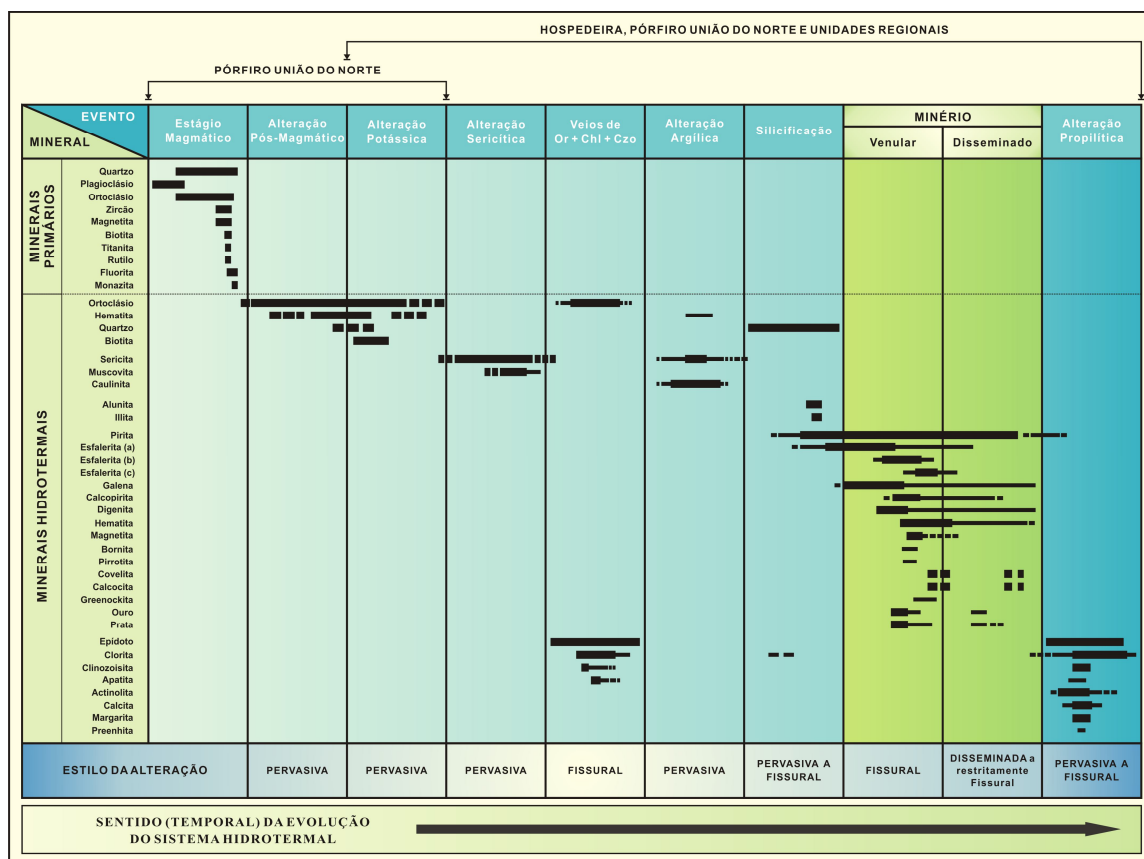 HOSPEDEIRA, PÓRFIRO UNIÃO DO NORTE E UNIDADES REGIONAIS
PÓRFIRO UNIÃO DO NORTE
EVENTO
MINERAL
Estágio
Magmático
Alteração
Pós-Magmático
Alteração
Potássica
Alteração
Sericítica
Veios de
Or + Chl + Czo
Alteração
Argílica
Silicificação
MINÉRIO
Venular
Disseminado
Alteração
Propilítica
MINERAIS
PRIMÁRIOS
Quartzo
Plagioclásio
Ortoclásio
Zircão
Magnetita
Biotita
Titanita
Rutilo
Fluorita
Monazita
MINERAIS HIDROTERMAIS
Ortoclásio
Hematita
Quartzo
Biotita
Sericita
Muscovita
Caulinita
Alunita
Illita
Pirita
Esfalerita (a)
Esfalerita (b)
Esfalerita (c)
Galena
Calcopirita
Digenita
Hematita
Magnetita
Bornita
Pirrotita
Covelita
Calcocita
Greenockita
Ouro
Prata
Epidoto
Clorita
Clinozoisita
Apatita
Actinolita
Calcita
Margarita
Preenhita
ESTILO DA ALTERAÇÃO
PERVASIVA
PERVASIVA
PERVASIVA
FISSURAL
PERVASIVA
PERVASIVA A
FISSURAL
FISSURAL
DISSEMINADA a
restritamente
Fissural
PERVASIVA A
FISSURAL
SENTIDO (TEMPORAL) DA EVOLUÇÃO
DO SISTEMA HIDROTERMAL